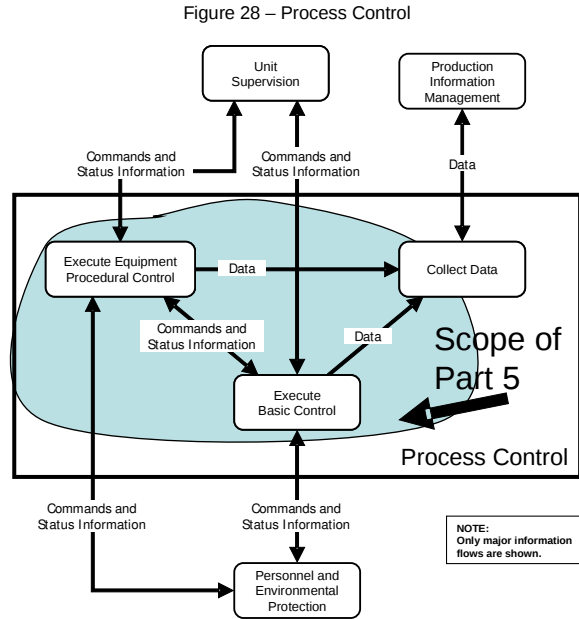 Figure 28 – Process Control
Unit
Supervision
Production
Information
Management
Commands and
Status Information
Commands and
Status Information
Data
Execute Equipment
Procedural Control
Data
Collect Data
Commands and
Status Information
Data
Scope of
Part 5
Execute
Basic Control
Process Control
Commands and
Status Information
Commands and
Status Information
NOTE:
Only major information
flows are shown.
Personnel and
Environmental
Protection